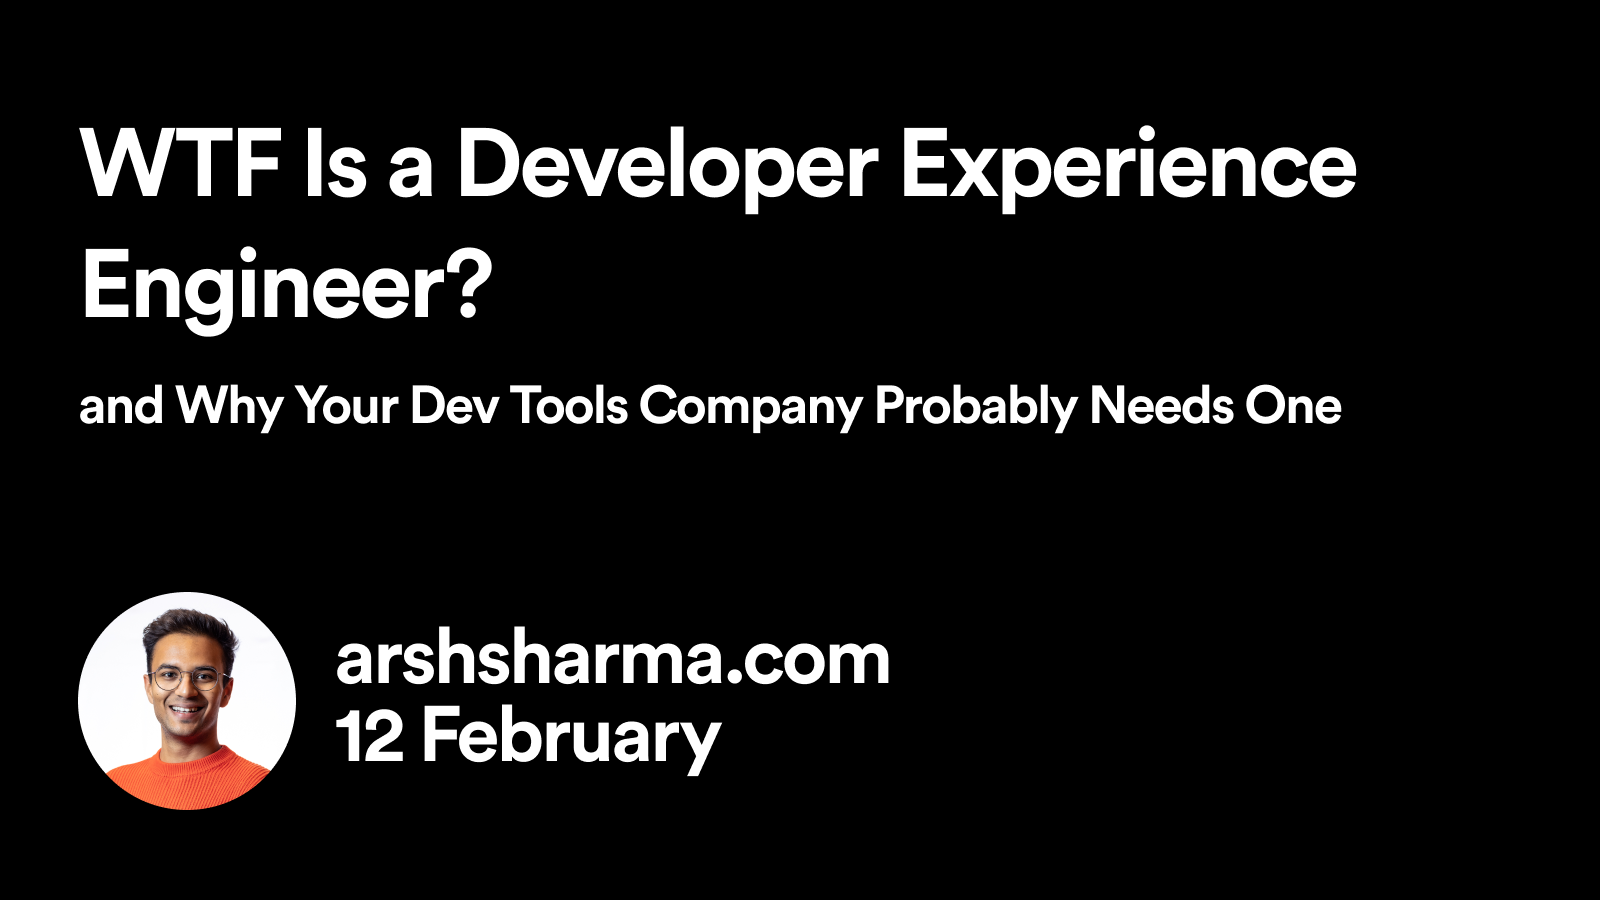 WTF Is a Developer Experience
Engineer?
and Why Your Dev Tools Company Probably Needs One
arshsharma.com
12 February